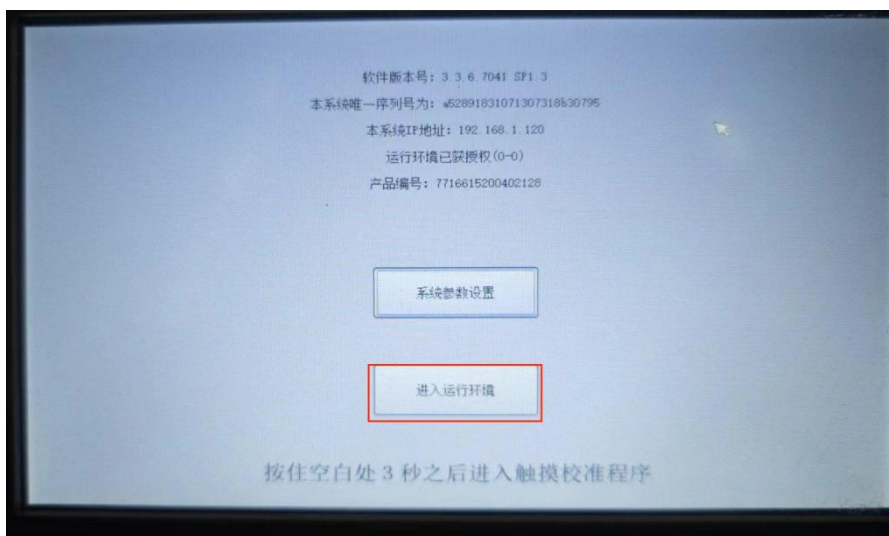 软件版本号：3.3.6.7041 SP1.3
本系统唯一序列号为：a52891831071307318b30795
本系统IP地址：192.168.1.120
运行环境已获授权(0-0)
产品编号：7716615200402128
系统参数设置
进入运行环境
按住空白处3秒之后进入触摸校准程序